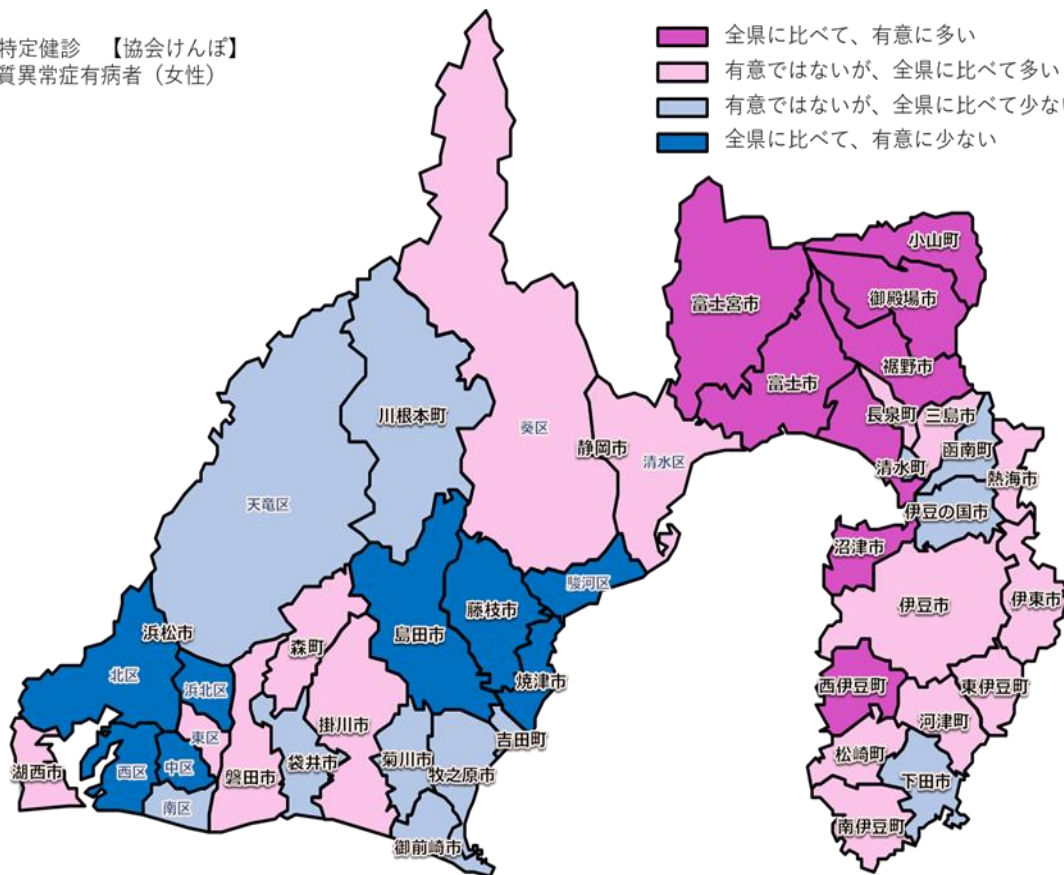 特定健診 【協会けんぽ】
質異常症有病者（女性）
全県に比べて、有意に多い
有意ではないが、全県に比べて多い
有意ではないが、全県に比べて少な
全県に比べて、有意に少ない
小山町
御殿場市
富士宮市
裾野市
富士市
長泉町
三島市
川根本町
葵区
静岡市
清水区
函南町
清水町
熱海市
天竜区
伊豆の国市
沼津市
駿河区
藤枝市
伊豆市
伊東市
浜松市
島田市
森町
北区
浜北区
焼津市
西伊豆町
東伊豆町
掛川市
河津町
東区
吉田町
湖西市
西区
中区
磐田市
袋井市
菊川市
牧之原市
松崎町
下田市
南区
御前崎市
南伊豆町